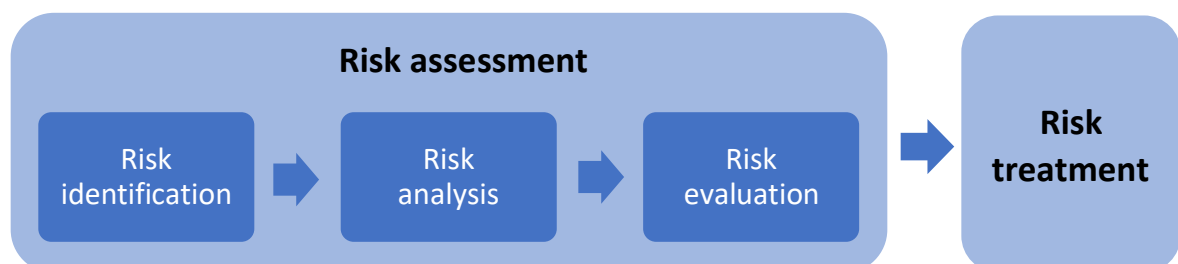 Risk assessment
Risk
identification
Risk
analysis
Risk
evaluation
Risk
treatment